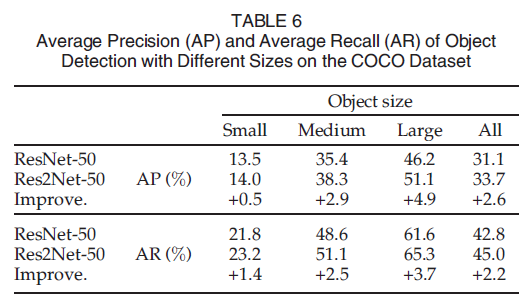 TABLE 6
Average Precision (AP) and Average Recall (AR) of Object
Detection with Different Sizes on the COCO Dataset
Object size
Small Medium Large All
ResNet-50 13.5 35.4 46.2 31.1
Res2Net-50 AP (%) 14.0 38.3 51.1 33.7
Improve. +0.5 +2.9 +4.9 +2.6
ResNet-50 21.8 48.6 61.6 42.8
Res2Net-50 AR (%) 23.2 51.1 65.3 45.0
Improve. +1.4 +2.5 +3.7 +2.2